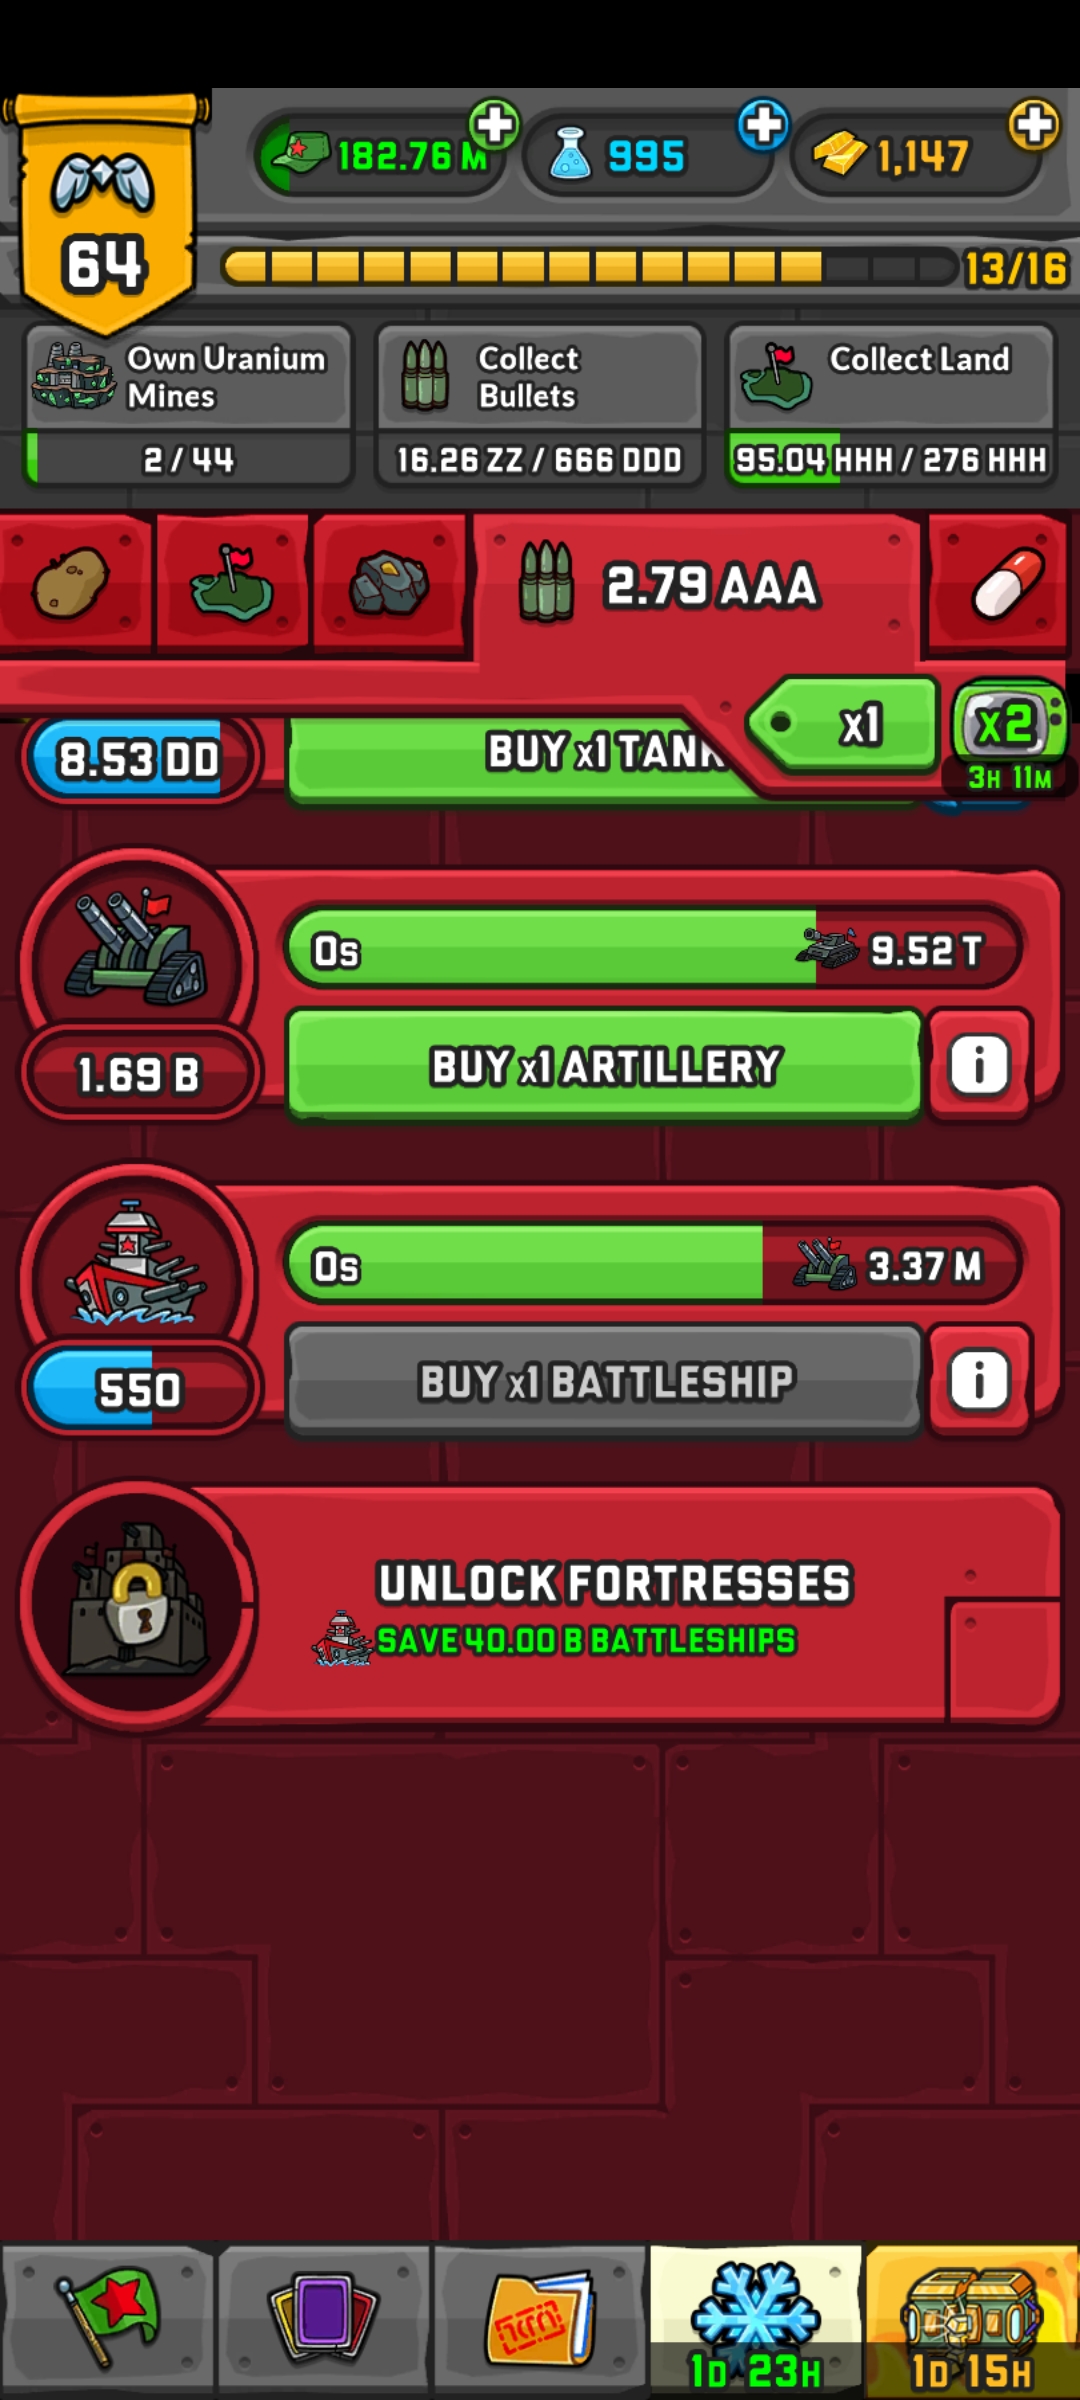 182.76 M
995
1,147
64
13/16
Own Uranium
Mines
Collect
Bullets
Collect Land
2 / 44
16.26 ZZ / 666 DDD
95.04 HHH / 276 HHH
2.79 AAA
x1
x2
3H 11M
8.53 DD
BUY x1 TANK
0s
9.52 T
1.69 B
BUY x1 ARTILLERY
i
0s
3.37 M
550
BUY x1 BATTLESHIP
i
UNLOCK FORTRESSES
SAVE 40.00 B BATTLESHIPS
1D 23H
1D 15H